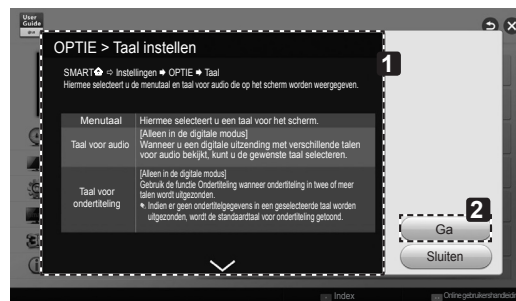 User
Guide
OPTIE > Taal instellen
1
SMART ⇨ Instellingen ➡ OPTIE ➡ Taal
Hiermee selecteert u de menutaal en taal voor audio die op het scherm worden weergegeven.
Menutaal Hiermee selecteert u een taal voor het scherm.
Taal voor audio
[Alleen in de digitale modus]
Wanneer u een digitale uitzending met verschillende talen
voor audio bekijkt, kunt u de gewenste taal selecteren.
Taal voor
ondertiteling
[Alleen in de digitale modus]
Gebruik de functie Ondertiteling wanneer ondertiteling in twee of meer
talen wordt uitgezonden.
Indien er geen ondertitelgegevens in een geselecteerde taal worden
uitgezonden, wordt de standaardtaal voor ondertiteling getoond.
2
Ga
Sluiten
Index
Online gebruikershandleidi